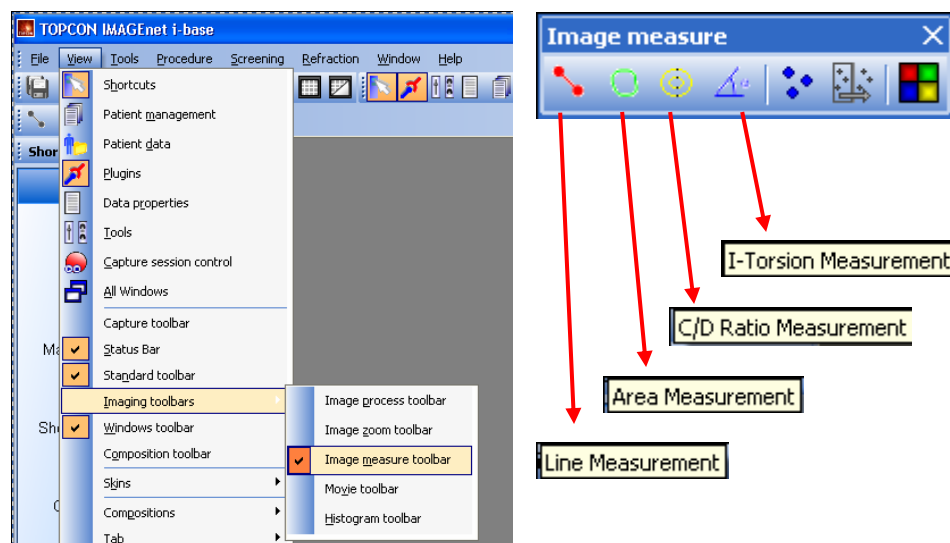 TOPCON IMAGEnet i-base
File View Tools Procedure Screening Refraction Window Help
Shortcuts
Patient management
Patient data
Shor
Plugins
Data properties
Tools
Capture session control
All Windows
Capture toolbar
Ma
Status Bar
Standard toolbar
Imaging toolbars
Sh
Windows toolbar
Composition toolbar
Skins
Compositions
Tab
Image process toolbar
Image zoom toolbar
Image measure toolbar
Movie toolbar
Histogram toolbar
Image measure
I-Torsion Measurement
C/D Ratio Measurement
Area Measurement
Line Measurement